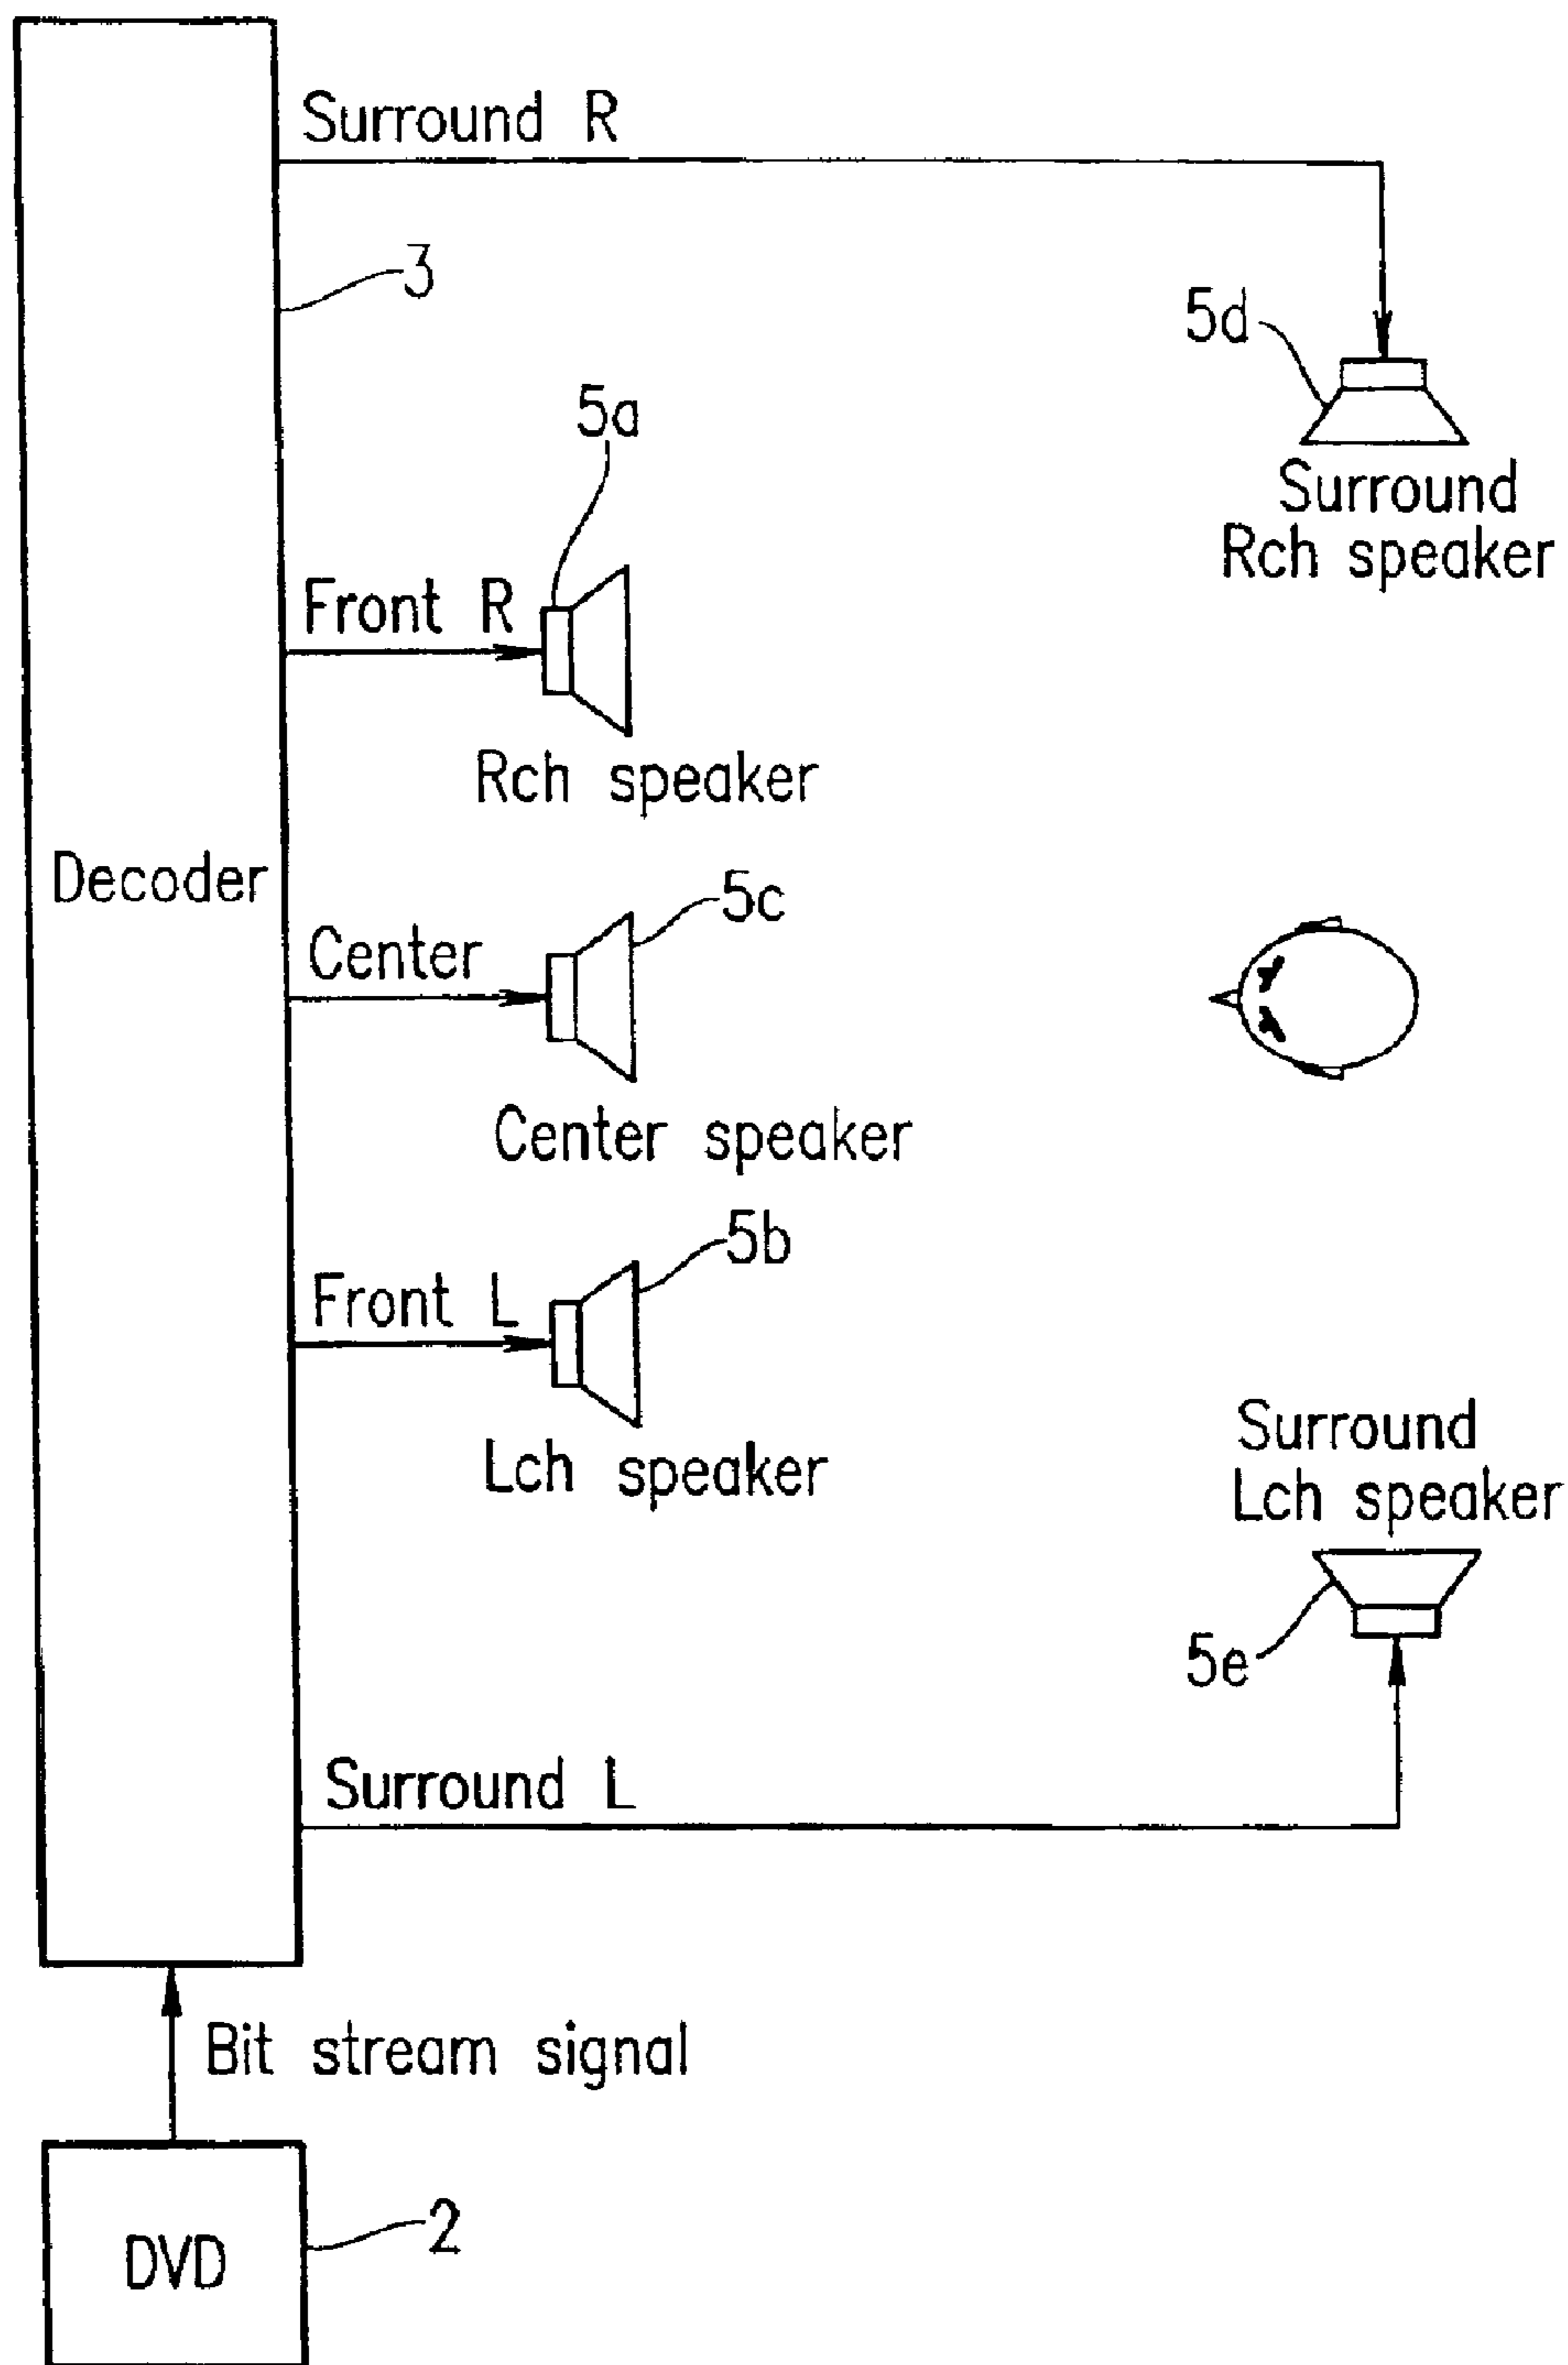 Surround R
3
5d
5a
Surround
Rch speaker
Front R
Rch speaker
Decoder
5c
Center
Center speaker
5b
Front L
Surround
Lch speaker
Lch speaker
5e
Surround L
Bit stream signal
2
DVD